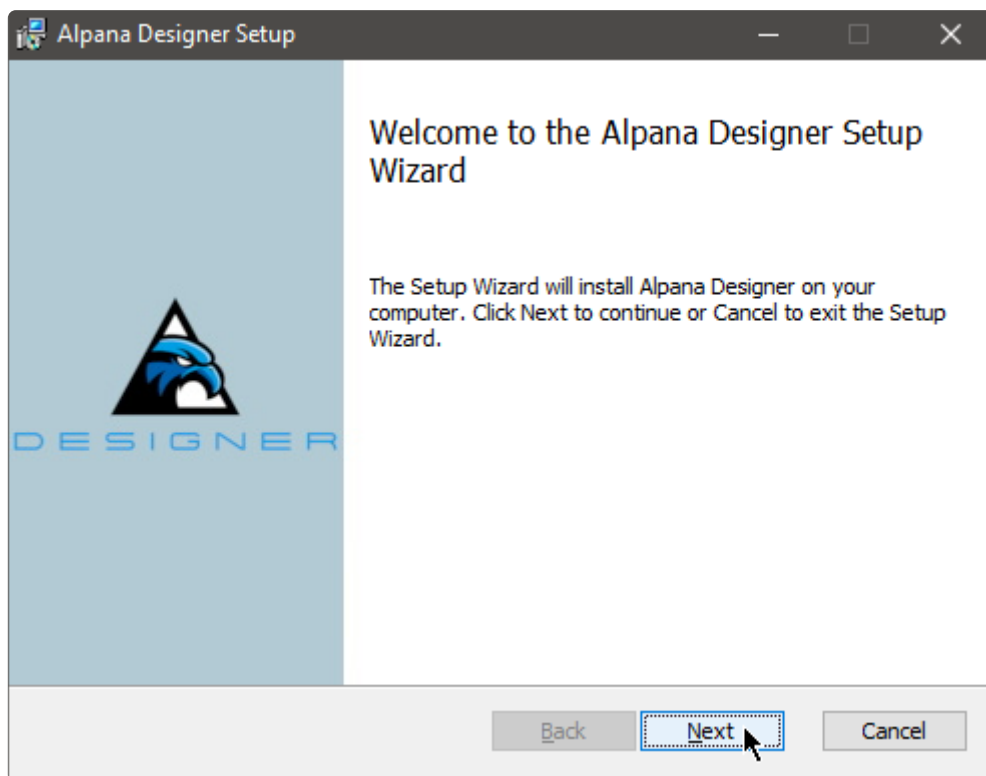 Alpana Designer Setup
Welcome to the Alpana Designer Setup
Wizard
The Setup Wizard will install Alpana Designer on your
computer. Click Next to continue or Cancel to exit the Setup
Wizard.
DESIGNER
Back
Next
Cancel